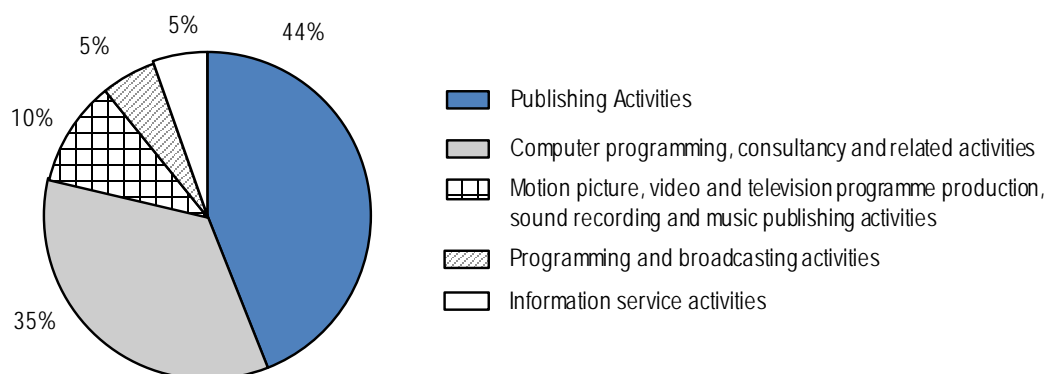 5%
44%
5%
10%
35%
Publishing Activities
Computer programming, consultancy and related activities
Motion picture, video and television programme production,
sound recording and music publishing activities
Programming and broadcasting activities
Information service activities